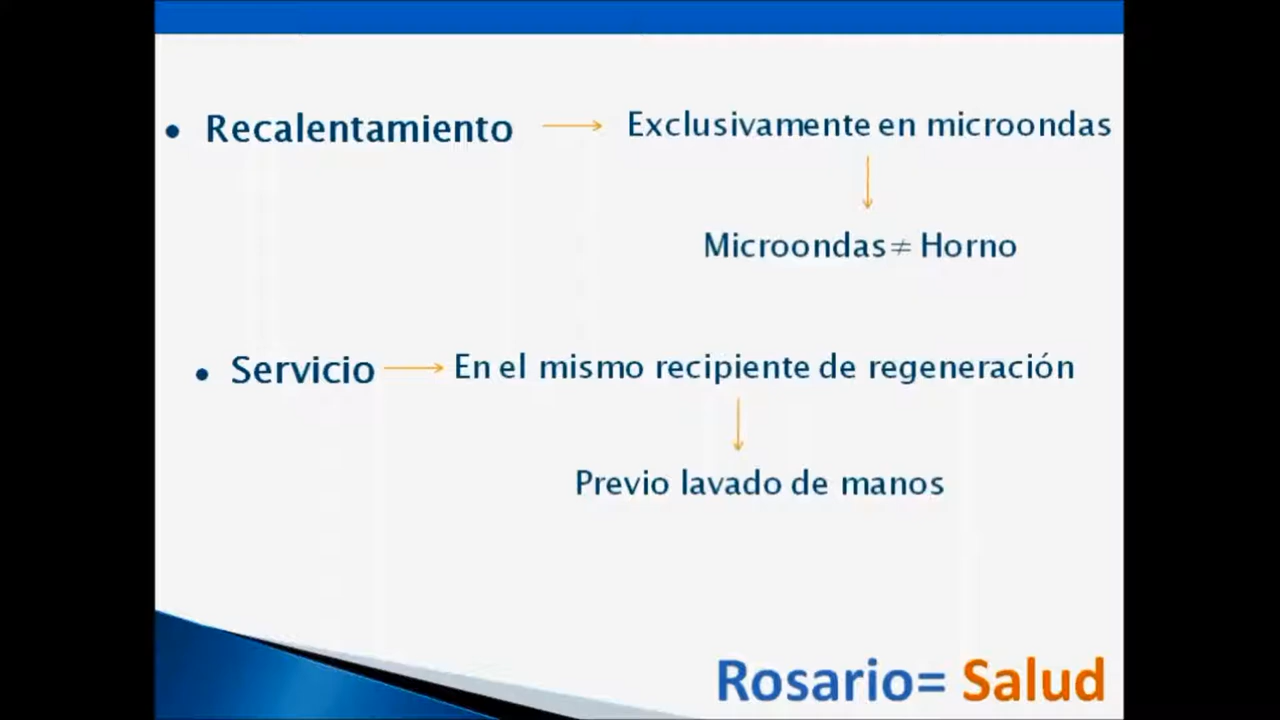 • Recalentamiento → Exclusivamente en microondas
↓
Microondas ≠ Horno
• Servicio → En el mismo recipiente de regeneración
↓
Previo lavado de manos
Rosario= Salud